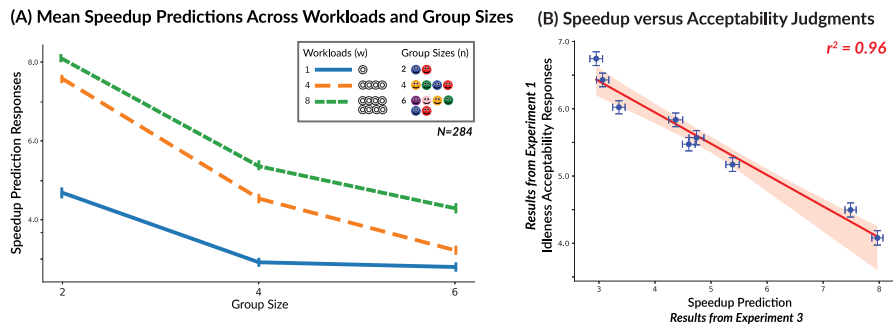 (A) Mean Speedup Predictions Across Workloads and Group Sizes
Speedup Prediction Responses
8.0
6.0
4.0
2
4
6
Group Size
Workloads (w)
Group Sizes (n)
1
2
4
4
8
6
N=284
(B) Speedup versus Acceptability Judgments
r² = 0.96
Results from Experiment 1
Idleness Acceptability Responses
7.0
6.0
5.0
4.0
3
4
5
6
7
8
Speedup Prediction
Results from Experiment 3